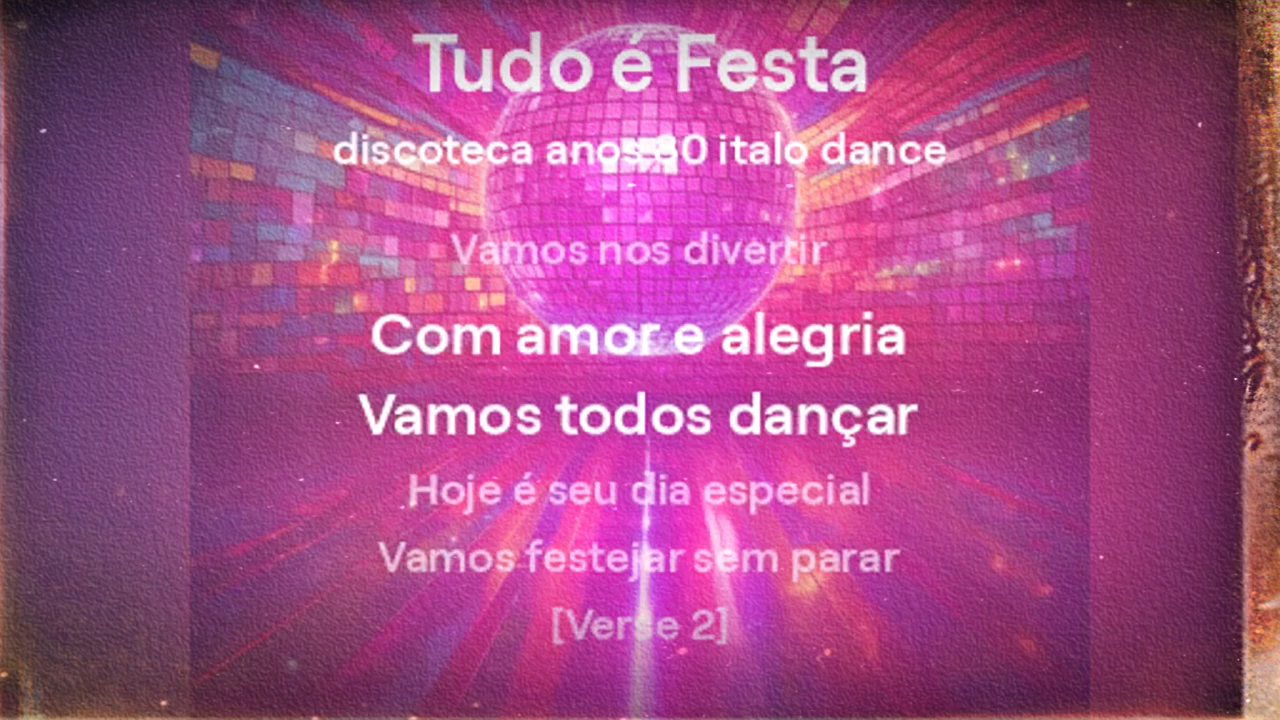 Tudo é Festa
discoteca anos 80 italo dance
Vamos nos divertir
Com amor e alegria
Vamos todos dançar
Hoje é seu dia especial
Vamos festejar sem parar
[Verse 2]